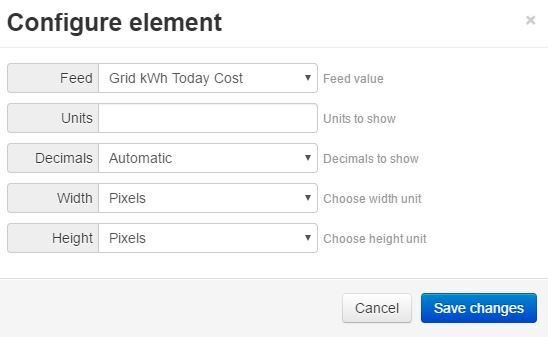 Configure element ×
Feed Grid kWh Today Cost Feed value
Units Units to show
Decimals Automatic Decimals to show
Width Pixels Choose width unit
Height Pixels Choose height unit
Cancel Save changes